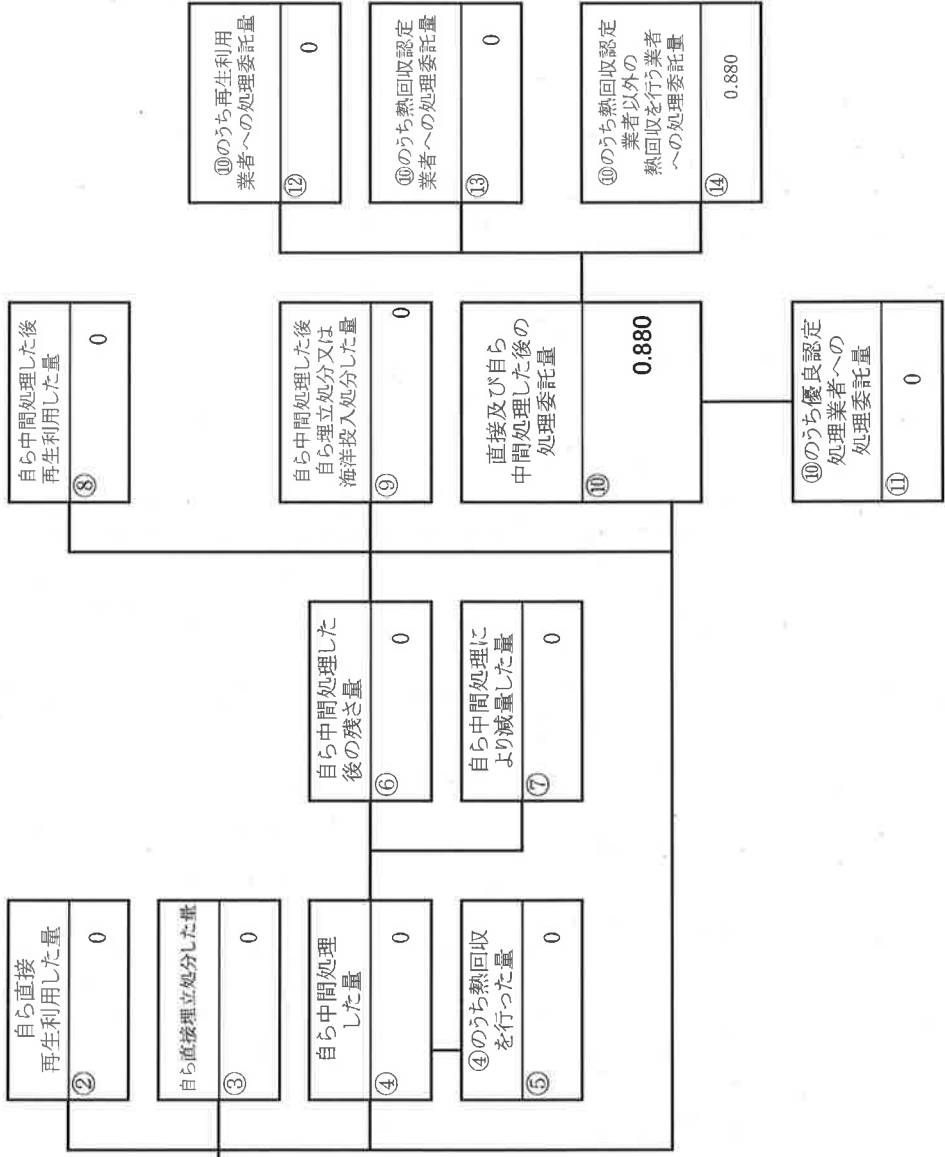 自ら直接
再生利用した量
②
0
自ら直接埋立処分した量
③
0
自ら中間処理
した量
④
0
④のうち熱回収
を行った量
⑤
0
自ら中間処理した
後の残さ量
⑥
0
自ら中間処理に
より減量した量
⑦
0
自ら中間処理した後
再生利用した量
⑧
0
自ら中間処理した後
自ら埋立処分又は
海洋投入処分した量
⑨
0
直接及び自ら
中間処理した後の
処理委託量
⑩
0.880
⑩のうち優良認定
処理業者への
処理委託量
⑪
0
⑩のうち再生利用
業者への処理委託量
⑫
0
⑩のうち熱回収認定
業者への処理委託量
⑬
0
⑩のうち熱回収認定
業者以外の
熱回収を行う業者
への処理委託量
⑭
0.880